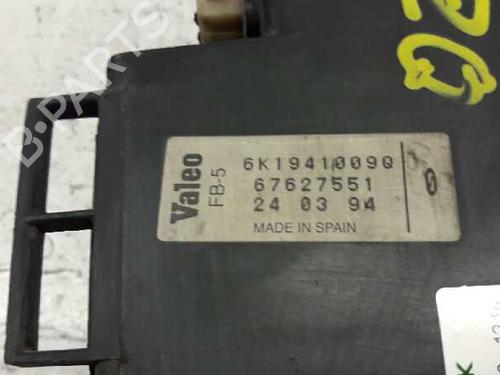 Valeo
FB-5
6K1941009Q
67627551
24 03 94
MADE IN SPAIN
0
B-PARTS